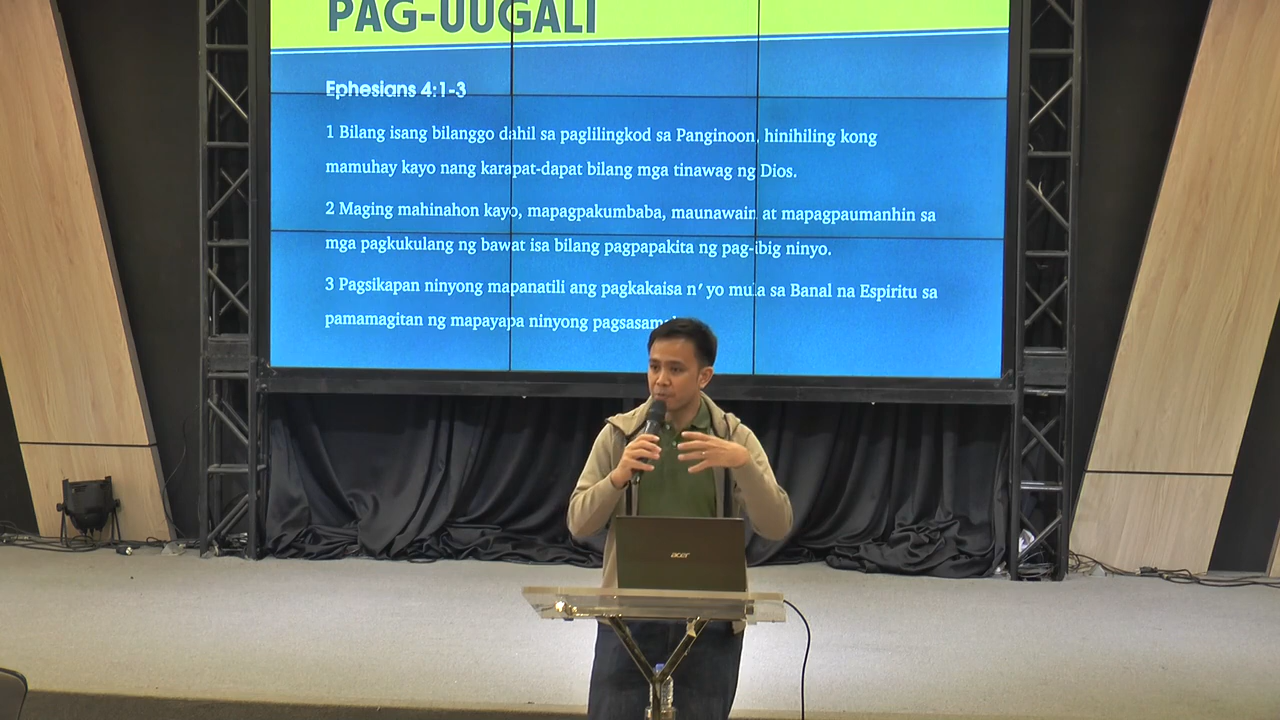 PAG-UUGALI
Ephesians 4:1-3
1 Bilang isang bilanggo dahil sa paglilingkod sa Panginoon, hinihiling kong
mamuhay kayo nang karapat-dapat bilang mga tinawag ng Dios.
2 Maging mahinahon kayo, mapagpakumbaba, maunawain at mapagpaumanhin sa
mga pagkukulang ng bawat isa bilang pagpapakita ng pag-ibig ninyo.
3 Pagsikapan ninyong mapanatili ang pagkakaisa n' yo mula sa Banal na Espiritu sa
pamamagitan ng mapayapa ninyong
acer